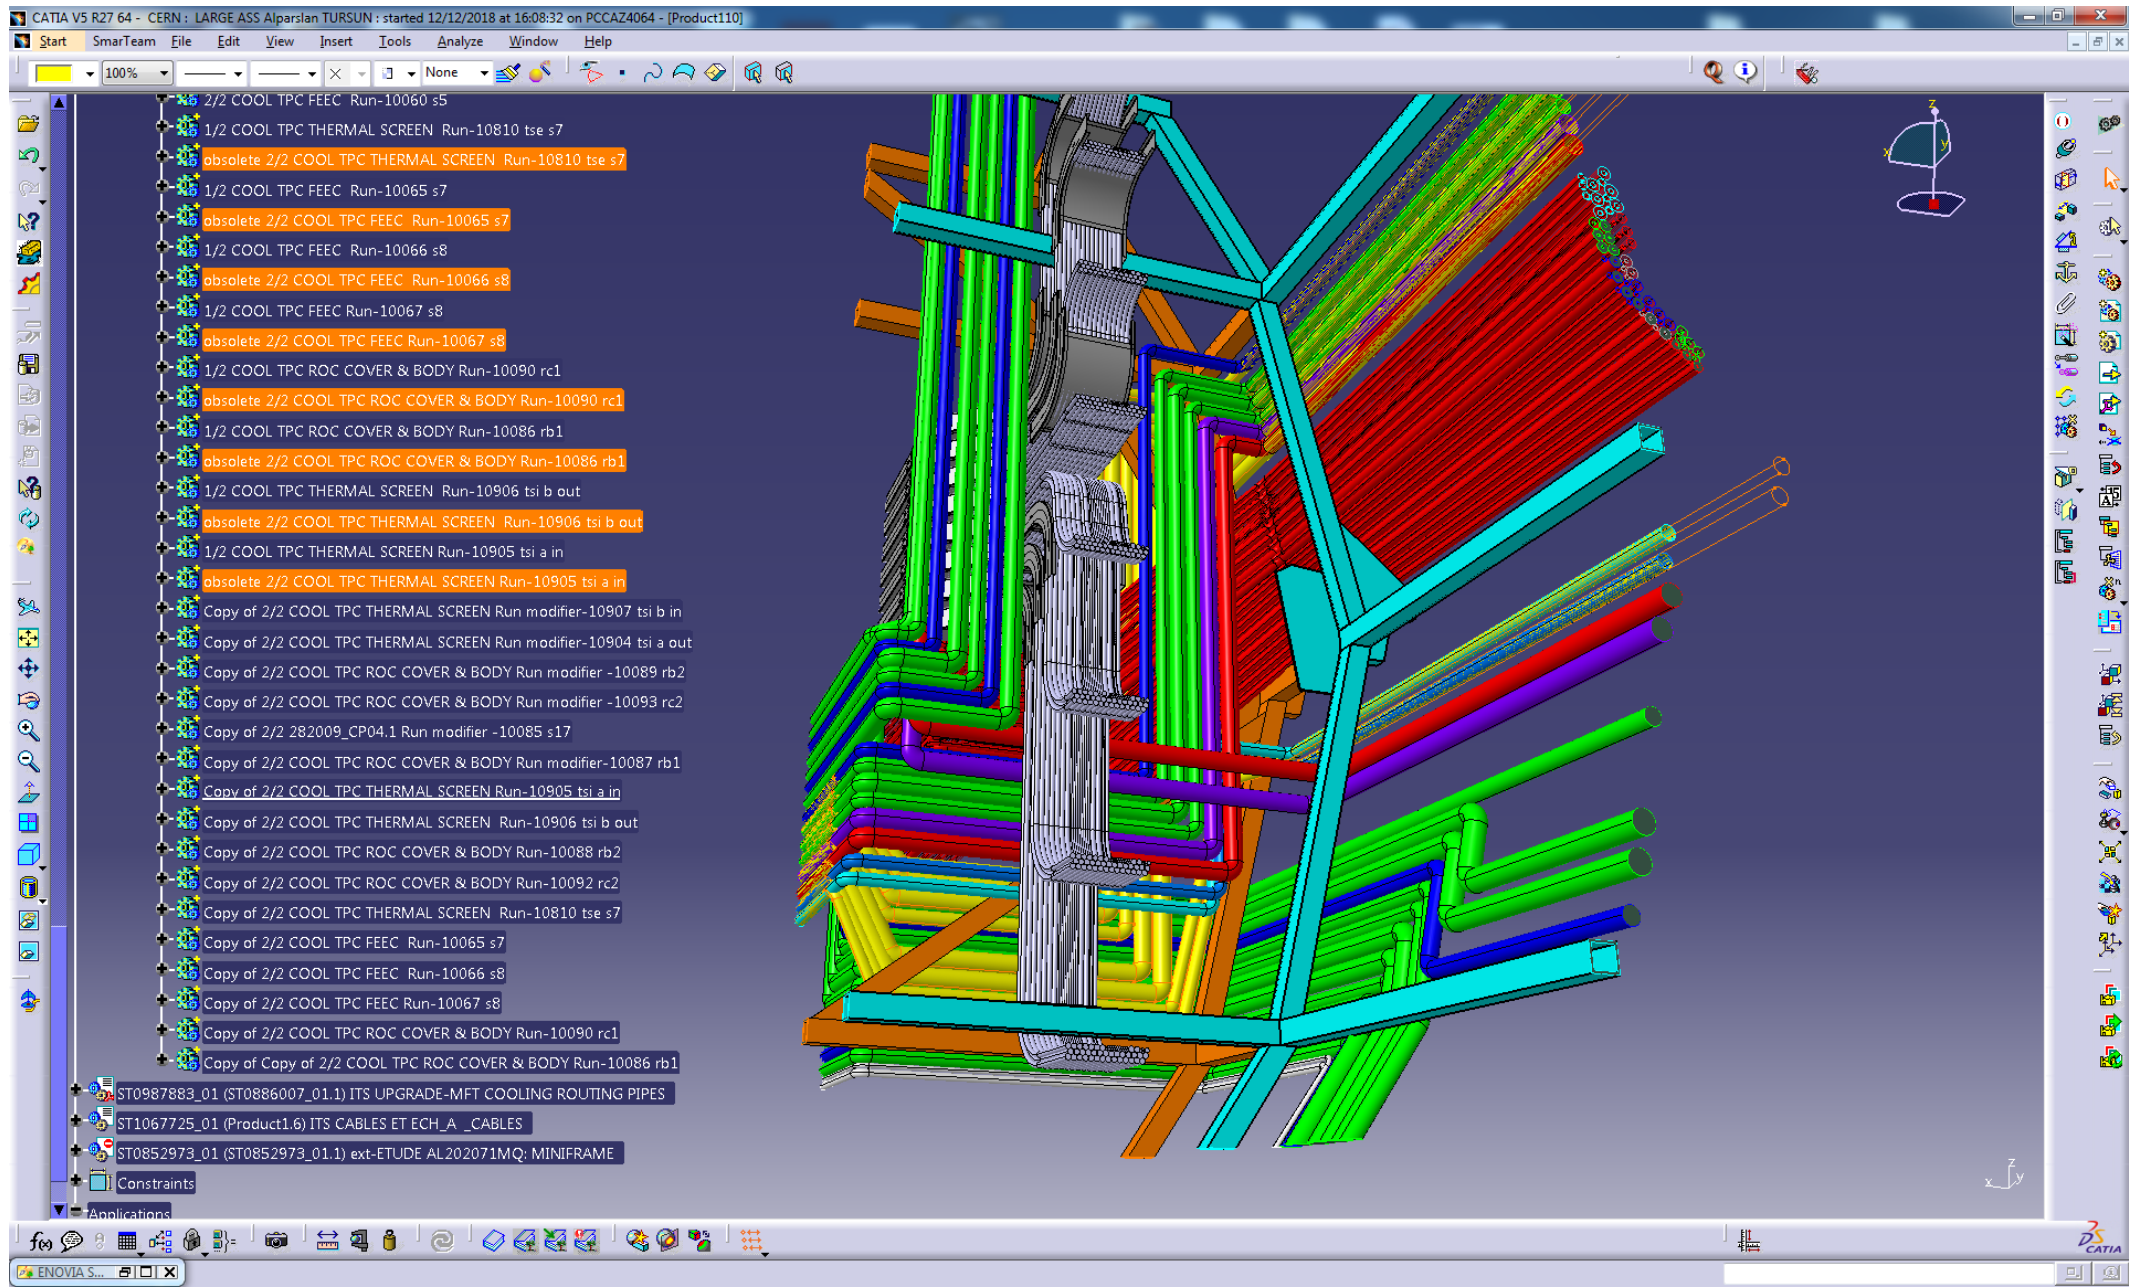 CATIA V5 R27 64 - CERN : LARGE ASS Alparslan TURSUN : started 12/12/2018 at 16:08:32 on PCCAZ4064 - [Product110]
Start SmarTeam File Edit View Insert Tools Analyze Window Help
100% None
2/2 COOL TPC FEEC Run-10060 s5
1/2 COOL TPC THERMAL SCREEN Run-10810 tse s7
obsolete 2/2 COOL TPC THERMAL SCREEN Run-10810 tse s7
1/2 COOL TPC FEEC Run-10065 s7
obsolete 2/2 COOL TPC FEEC Run-10065 s7
1/2 COOL TPC FEEC Run-10066 s8
obsolete 2/2 COOL TPC FEEC Run-10066 s8
1/2 COOL TPC FEEC Run-10067 s8
obsolete 2/2 COOL TPC FEEC Run-10067 s8
1/2 COOL TPC ROC COVER & BODY Run-10090 rc1
obsolete 2/2 COOL TPC ROC COVER & BODY Run-10090 rc1
1/2 COOL TPC ROC COVER & BODY Run-10086 rb1
obsolete 2/2 COOL TPC ROC COVER & BODY Run-10086 rb1
1/2 COOL TPC THERMAL SCREEN Run-10906 tsi b out
obsolete 2/2 COOL TPC THERMAL SCREEN Run-10906 tsi b out
1/2 COOL TPC THERMAL SCREEN Run-10905 tsi a in
obsolete 2/2 COOL TPC THERMAL SCREEN Run-10905 tsi a in
Copy of 2/2 COOL TPC THERMAL SCREEN Run modifier-10907 tsi b in
Copy of 2/2 COOL TPC THERMAL SCREEN Run modifier-10904 tsi a out
Copy of 2/2 COOL TPC ROC COVER & BODY Run modifier -10089 rb2
Copy of 2/2 COOL TPC ROC COVER & BODY Run modifier -10093 rc2
Copy of 2/2 282009_CP04.1 Run modifier -10085 s17
Copy of 2/2 COOL TPC ROC COVER & BODY Run modifier-10087 rb1
Copy of 2/2 COOL TPC THERMAL SCREEN Run-10905 tsi a in
Copy of 2/2 COOL TPC THERMAL SCREEN Run-10906 tsi b out
Copy of 2/2 COOL TPC ROC COVER & BODY Run-10088 rb2
Copy of 2/2 COOL TPC ROC COVER & BODY Run-10092 rc2
Copy of 2/2 COOL TPC THERMAL SCREEN Run-10810 tse s7
Copy of 2/2 COOL TPC FEEC Run-10065 s7
Copy of 2/2 COOL TPC FEEC Run-10066 s8
Copy of 2/2 COOL TPC FEEC Run-10067 s8
Copy of 2/2 COOL TPC ROC COVER & BODY Run-10090 rc1
Copy of Copy of 2/2 COOL TPC ROC COVER & BODY Run-10086 rb1
ST0987883_01 (ST0886007_01.1) ITS UPGRADE-MFT COOLING ROUTING PIPES
ST1067725_01 (Product1.6) ITS CABLES ET ECH_A _CABLES
ST0852973_01 (ST0852973_01.1) ext-ETUDE AL202071MQ: MINIFRAME
Constraints
Applications
z
x
y
z
x y
f(x)
CATIA
ENOVIA S...